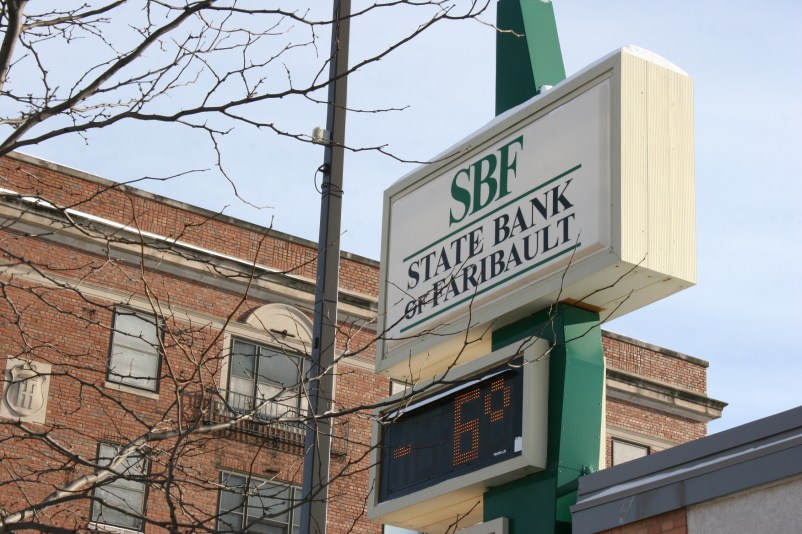 SBF
STATE BANK
OF FARIBAULT
- 6°
H